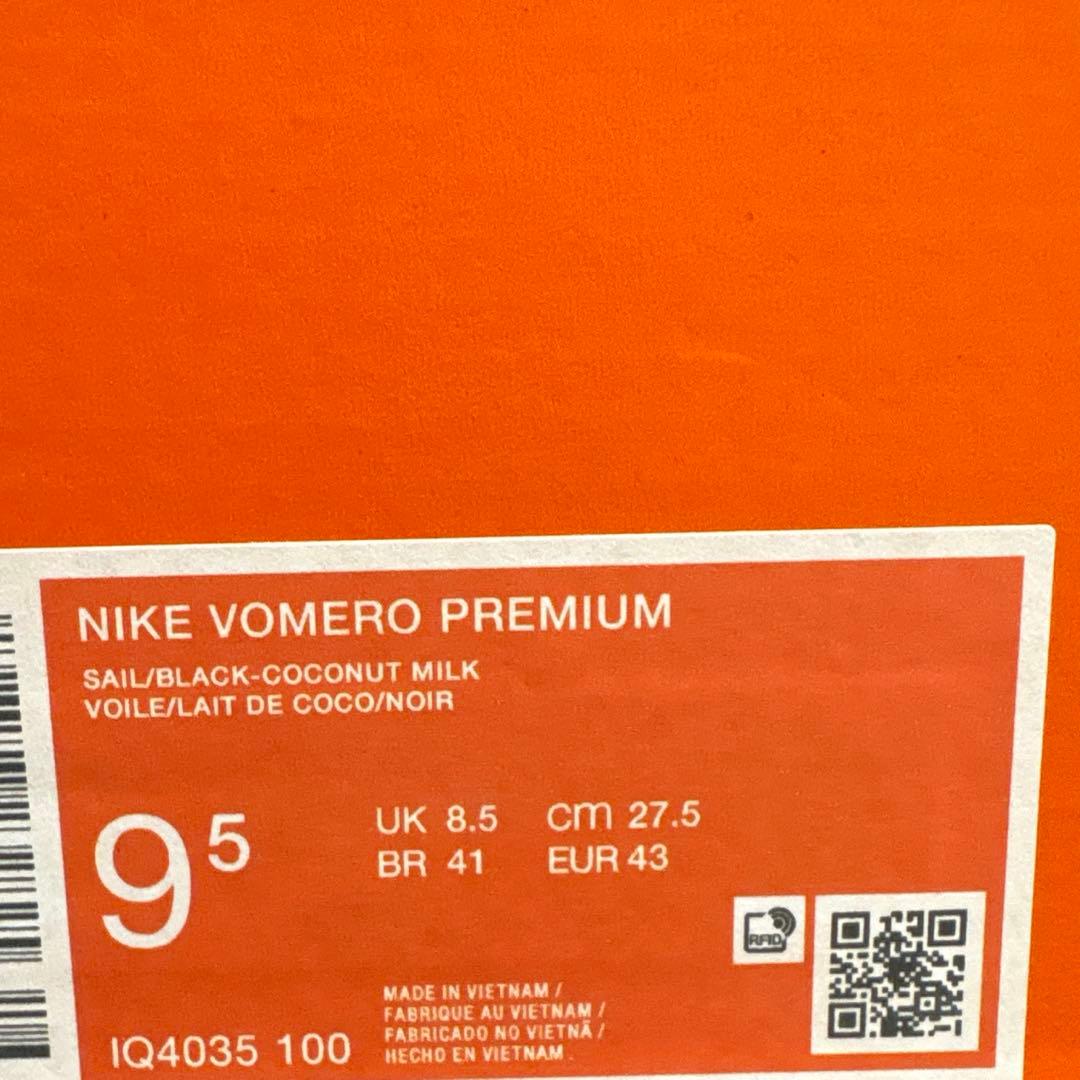 NIKE VOMERO PREMIUM
SAIL/BLACK-COCONUT MILK
VOILE/LAIT DE COCO/NOIR
9⁵
UK 8.5 cm 27.5
BR 41 EUR 43
RFID
MADE IN VIETNAM /
FABRIQUE AU VIETNAM /
FABRICADO NO VIETNÃ /
HECHO EN VIETNAM .
IQ4035 100